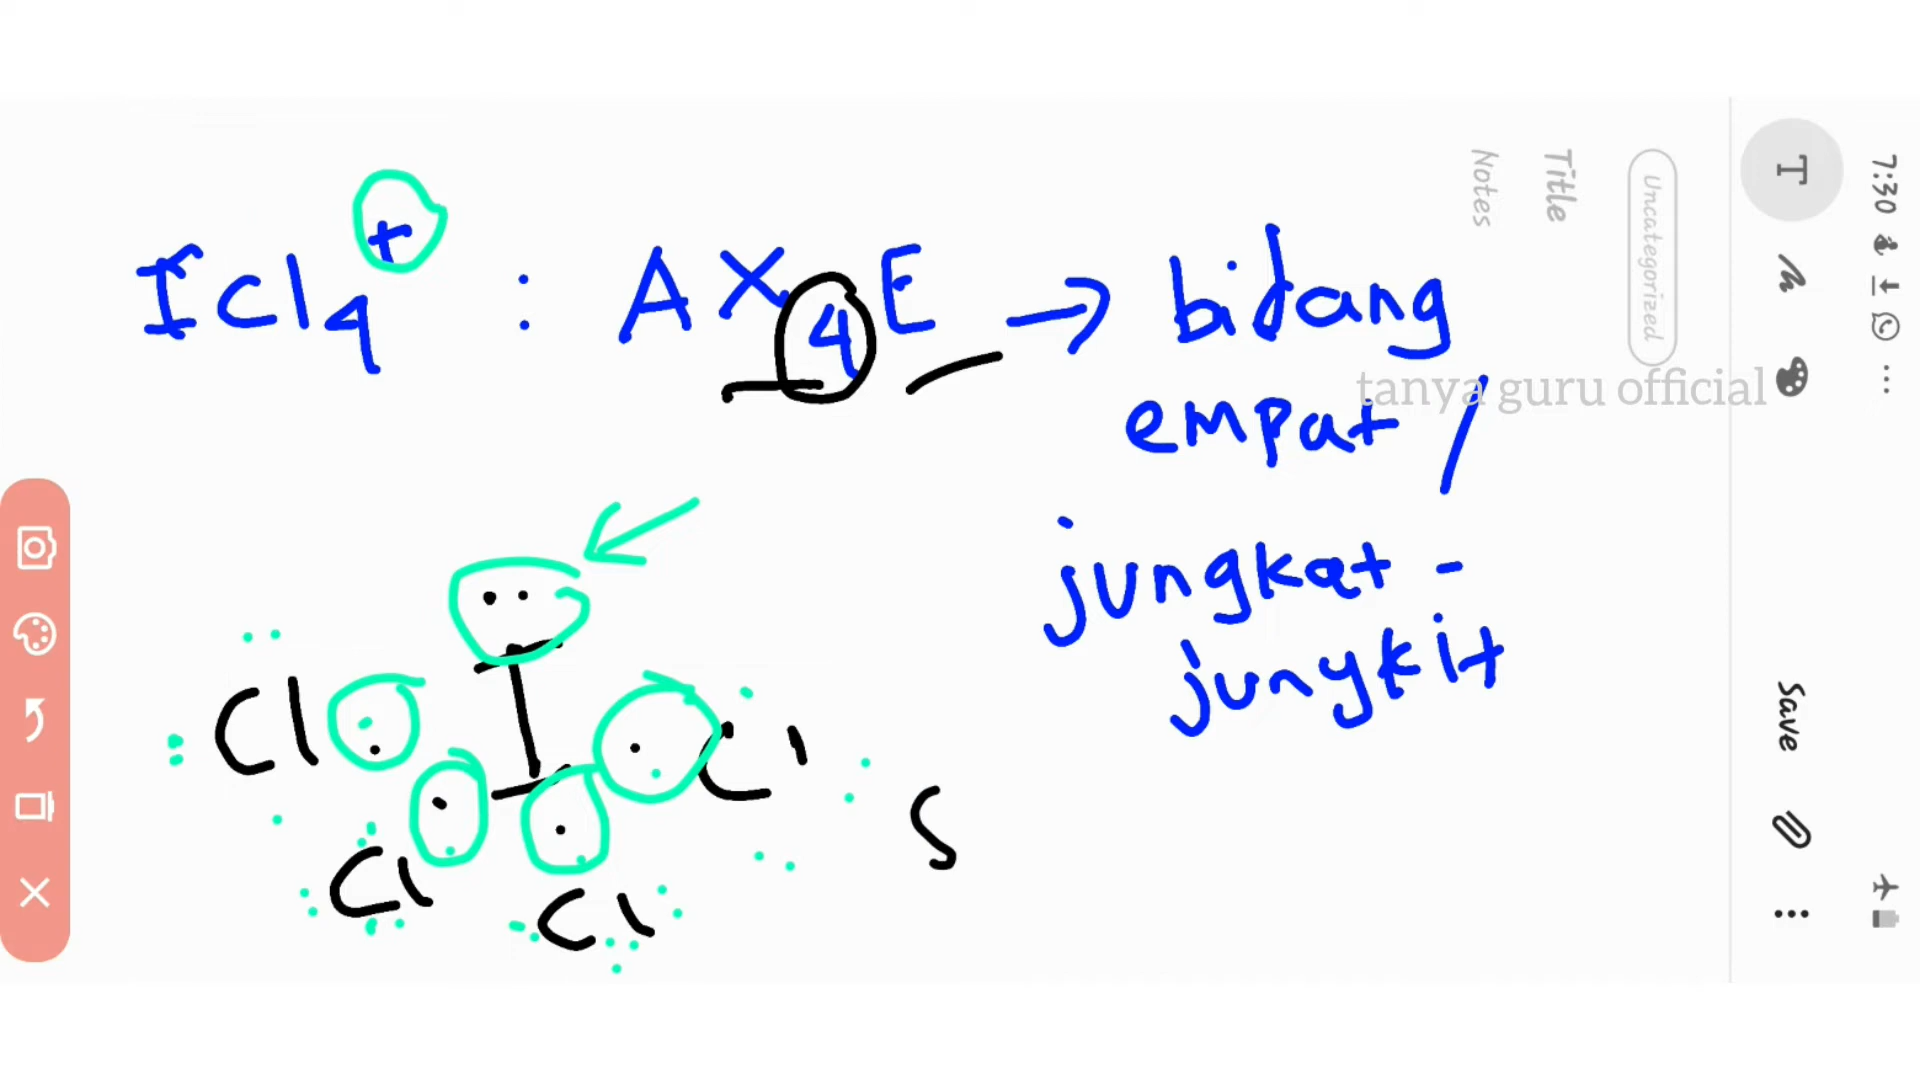 ICl4+ : AX4E → bidang
empat /
jungkat -
jungkit
tanya guru official
Cl
Cl
Cl
Cl
I
S
Title
Notes
Uncategorized
T
Save
7:30